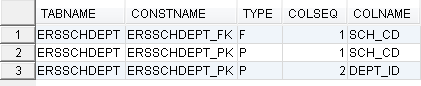 TABNAME CONSTNAME TYPE COLSEQ COLNAME
1 ERSSCHDEPT ERSSCHDEPT_FK F 1 SCH_CD
2 ERSSCHDEPT ERSSCHDEPT_PK P 1 SCH_CD
3 ERSSCHDEPT ERSSCHDEPT_PK P 2 DEPT_ID